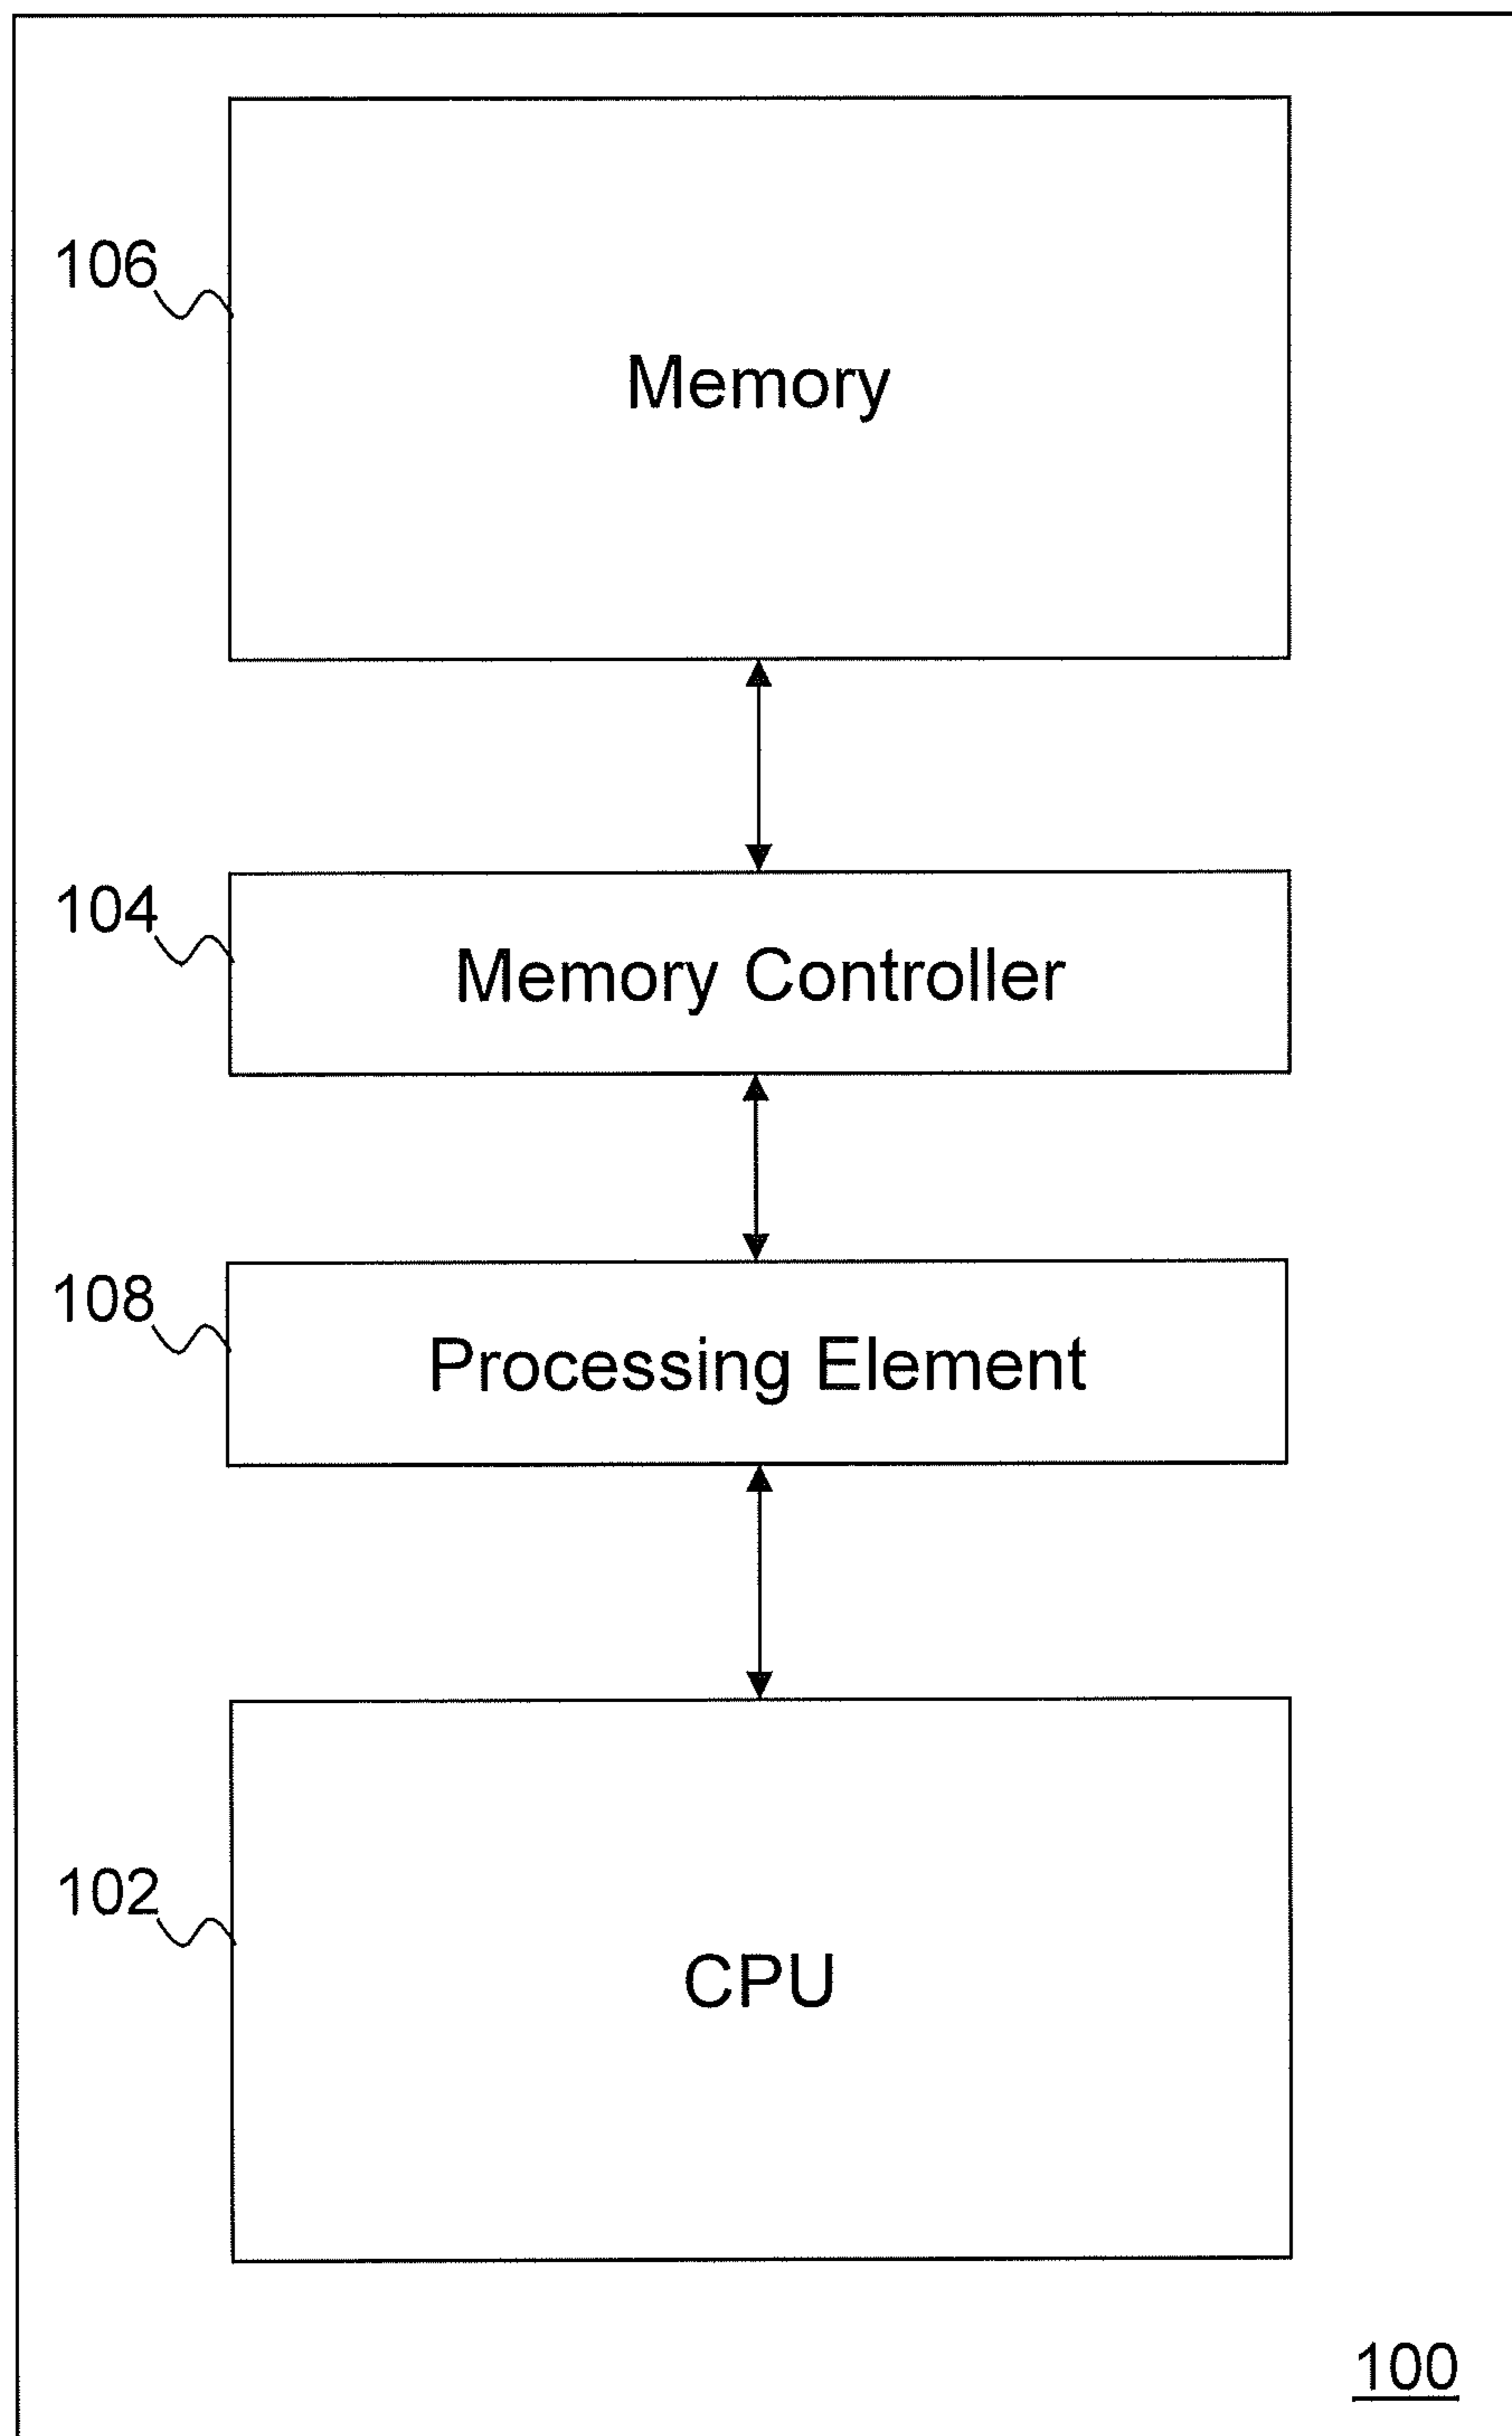 106
Memory
104
Memory Controller
108
Processing Element
102
CPU
100